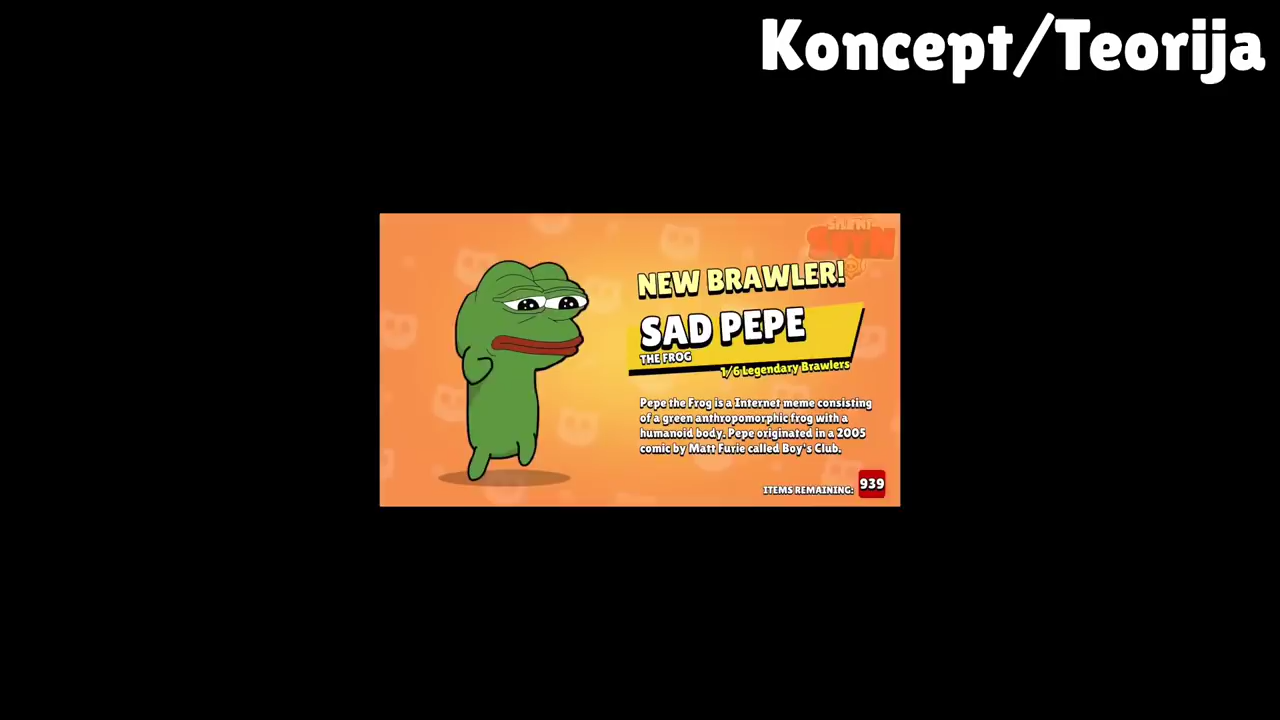 Koncept/Teorija
NEW BRAWLER!
SAD PEPE
THE FROG
1/6 Legendary Brawlers
Pepe the Frog is a Internet meme consisting
of a green anthropomorphic frog with a
humanoid body. Pepe originated in a 2005
comic by Matt Furie called Boy's Club.
ITEMS REMAINING: 939